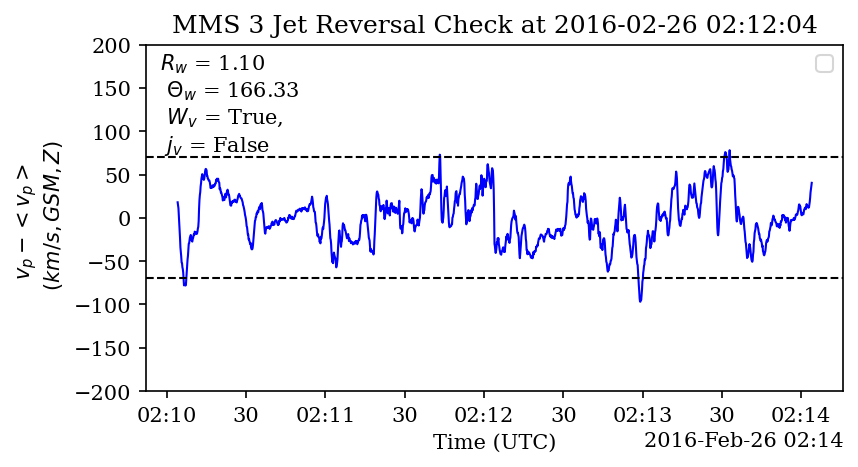 MMS 3 Jet Reversal Check at 2016-02-26 02:12:04
R_w = 1.10
Θ_w = 166.33
W_v = True,
j_v = False
v_p − < v_p >
(km/s, GSM, Z)
200
150
100
50
0
−50
−100
−150
−200
02:10 30 02:11 30 02:12 30 02:13 30 02:14
Time (UTC)
2016-Feb-26 02:14